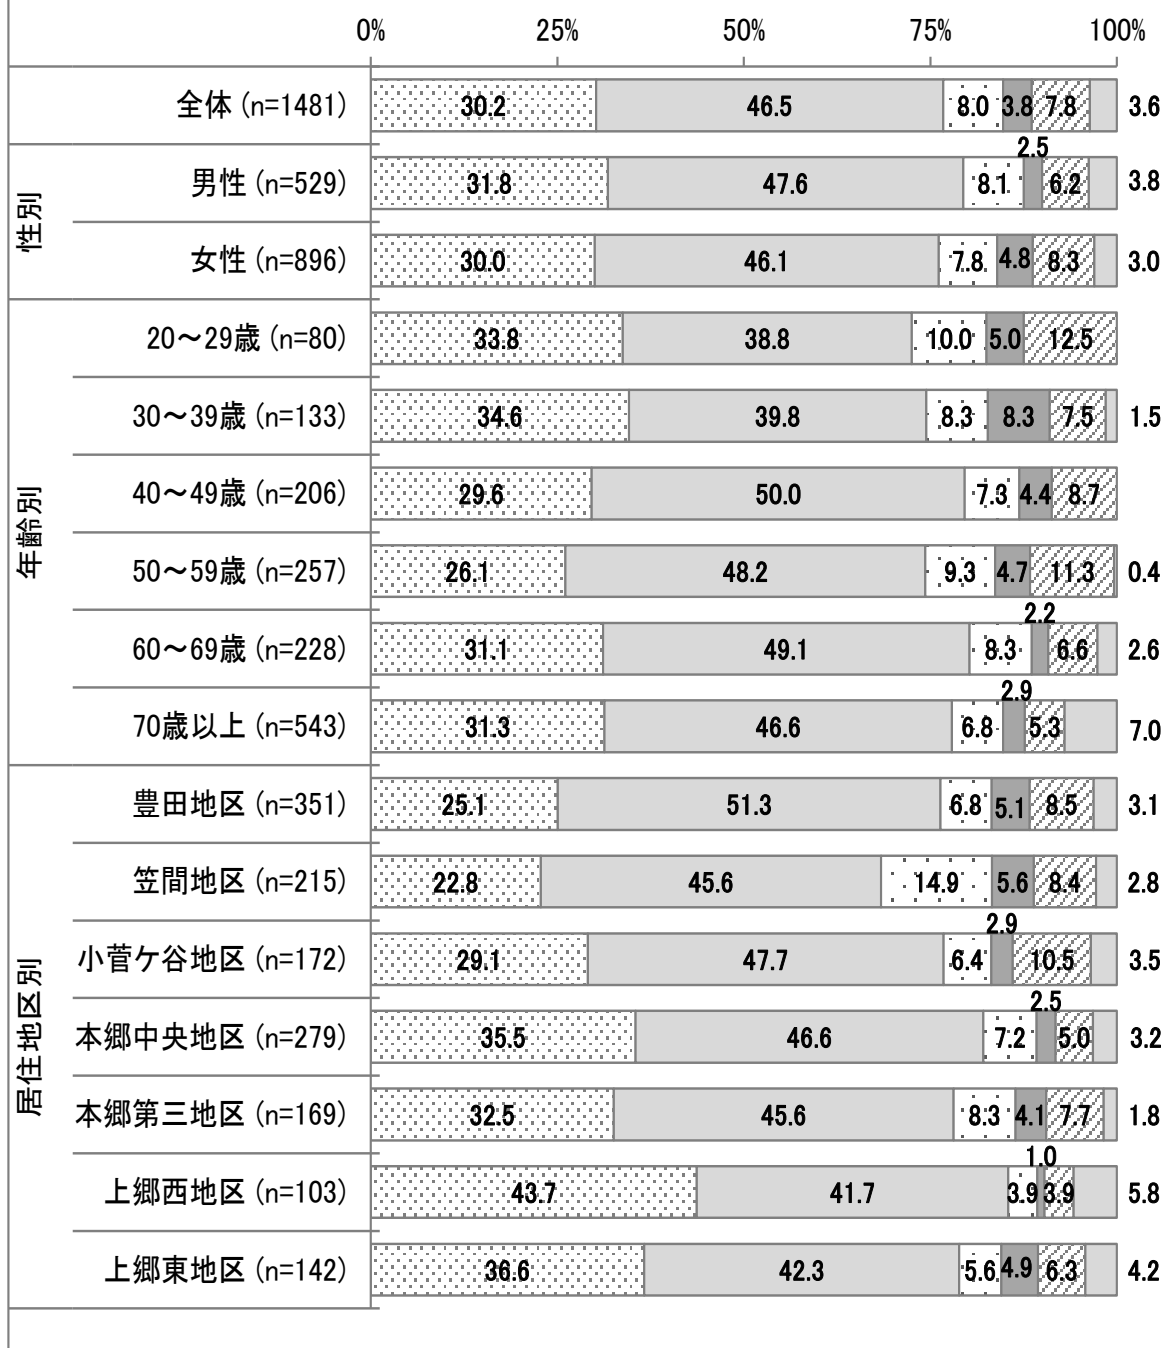 0% 25% 50% 75% 100%
全体 (n=1481) 30.2 46.5 8.0 3.8 7.8 3.6
性別
男性 (n=529) 31.8 47.6 8.1 2.5 6.2 3.8
女性 (n=896) 30.0 46.1 7.8 4.8 8.3 3.0
年齢別
20～29歳 (n=80) 33.8 38.8 10.0 5.0 12.5
30～39歳 (n=133) 34.6 39.8 8.3 8.3 7.5 1.5
40～49歳 (n=206) 29.6 50.0 7.3 4.4 8.7
50～59歳 (n=257) 26.1 48.2 9.3 4.7 11.3 0.4
60～69歳 (n=228) 31.1 49.1 8.3 2.2 6.6 2.6
70歳以上 (n=543) 31.3 46.6 6.8 2.9 5.3 7.0
居住地区別
豊田地区 (n=351) 25.1 51.3 6.8 5.1 8.5 3.1
笠間地区 (n=215) 22.8 45.6 14.9 5.6 8.4 2.8
小菅ケ谷地区 (n=172) 29.1 47.7 6.4 2.9 10.5 3.5
本郷中央地区 (n=279) 35.5 46.6 7.2 2.5 5.0 3.2
本郷第三地区 (n=169) 32.5 45.6 8.3 4.1 7.7 1.8
上郷西地区 (n=103) 43.7 41.7 3.9 1.0 3.9 5.8
上郷東地区 (n=142) 36.6 42.3 5.6 4.9 6.3 4.2